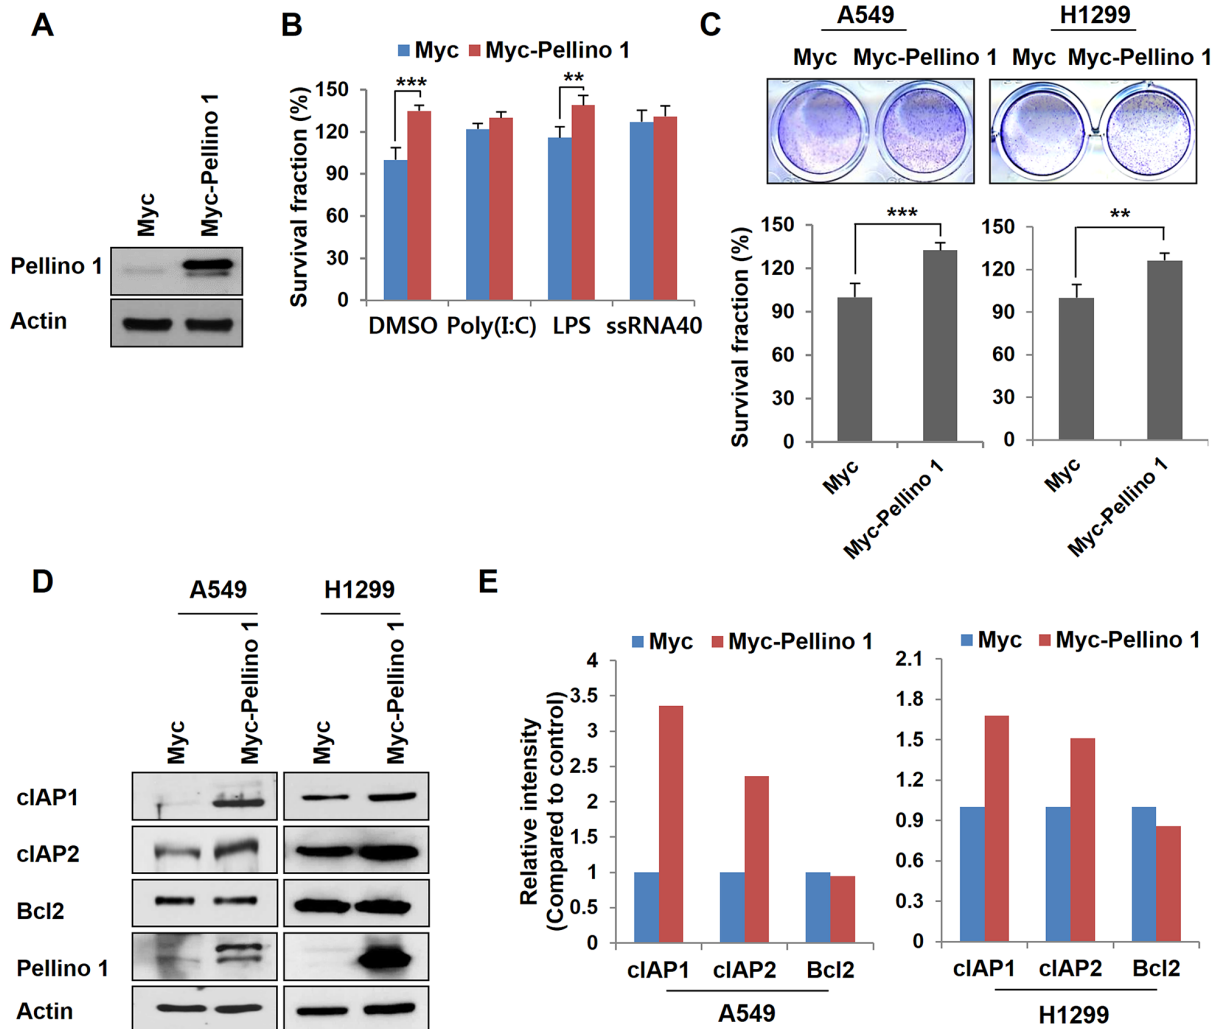 A
Myc
Myc-Pellino 1
Pellino 1
Actin
B
Myc Myc-Pellino 1
Survival fraction (%)
150
120
90
60
30
0
***
**
DMSO Poly(I:C) LPS ssRNA40
C
A549 H1299
Myc Myc-Pellino 1 Myc Myc-Pellino 1
Survival fraction (%)
150
120
90
60
30
0
***
Myc
Myc-Pellino 1
150
120
90
60
30
0
**
Myc
Myc-Pellino 1
D
A549 H1299
Myc
Myc-Pellino 1
Myc
Myc-Pellino 1
cIAP1
cIAP2
Bcl2
Pellino 1
Actin
E
Myc Myc-Pellino 1
Relative intensity
(Compared to control)
4
3.5
3
2.5
2
1.5
1
0.5
0
cIAP1 cIAP2 Bcl2
A549
Myc Myc-Pellino 1
2.1
1.8
1.5
1.2
0.9
0.6
0.3
0
cIAP1 cIAP2 Bcl2
H1299